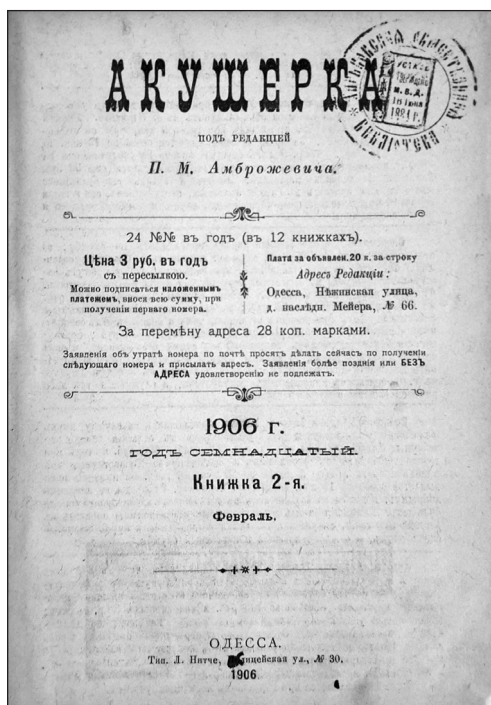 АКУШЕРКА
ПОДЪ РЕДАКЦІЕЙ
П. М. Амброжевича.
24 №№ въ годъ (въ 12 книжкахъ).
Цѣна 3 руб. въ годъ
съ пересылкою.
Можно подписаться наложеннымъ
платежемъ, внося всю сумму, при
полученіи перваго номера.
Плата за объявлен. 20 к. за строку
Адресъ Редакціи:
Одесса, Нѣжинская улица,
д. наслѣдн. Мейера, № 66.
За перемѣну адреса 28 коп. марками.
Заявленія объ утратѣ номера по почтѣ просятъ дѣлать сейчасъ по полученіи
слѣдующаго номера и присылать адресъ. Заявленія болѣе позднія или БЕЗЪ
АДРЕСА удовлетворенію не подлежатъ.
1906 г.
ГОДЪ СЕМНАДЦАТЫЙ.
Книжка 2-я.
Февраль.
ОДЕССА.
Тип. Л. Нитче, ул., № 30.
1906
ХАРЬКОВСКАЯ ОБЩЕСТВЕННАЯ
БИБЛІОТЕКА
УСТАВЪ
М. В. Д.